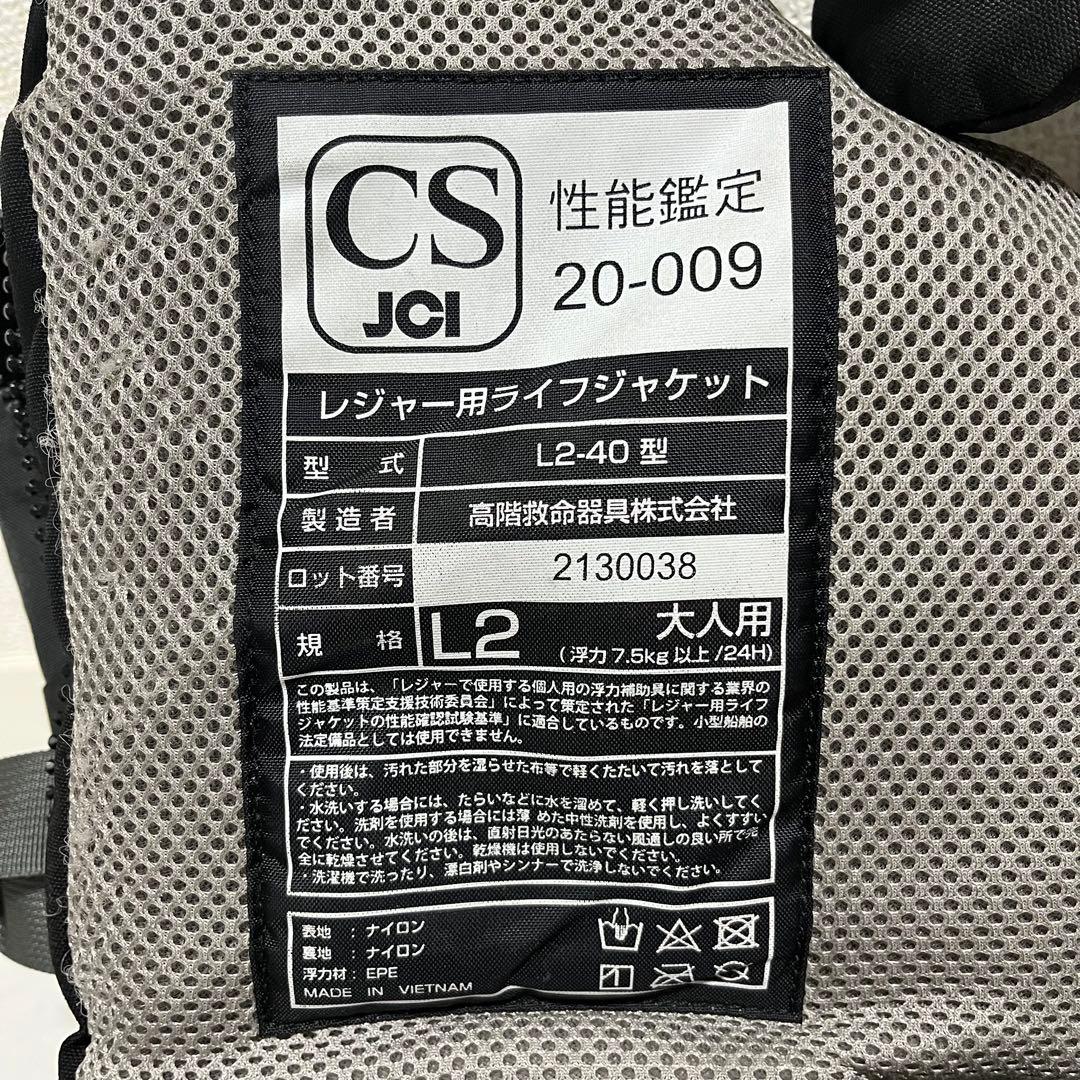 CS
JCI
性能鑑定
20-009
レジャー用ライフジャケット
型 式 L2-40 型
製造者 高階救命器具株式会社
ロット番号 2130038
規 格 L2 大人用
(浮力 7.5kg 以上 /24H)
この製品は、「レジャーで使用する個人用の浮力補助具に関する業界の
性能基準策定支援技術委員会」によって策定された「レジャー用ライフ
ジャケットの性能確認試験基準」に適合しているものです。小型船舶の
法定備品としては使用できません。
・使用後は、汚れた部分を湿らせた布等で軽くたたいて汚れを落として
ください。
・水洗いする場合には、たらいなどに水を溜めて、軽く押し洗いしてく
ださい。洗剤を使用する場合には薄 めた中性洗剤を使用し、よくすすい
でください。水洗いの後は、直射日光のあたらない風通しの良い所で完
全に乾燥させてください。乾燥機は使用しないでください。
・洗濯機で洗ったり、漂白剤やシンナーで洗浄しないでください。
表地 : ナイロン
裏地 : ナイロン
浮力材 : EPE
MADE IN VIETNAM